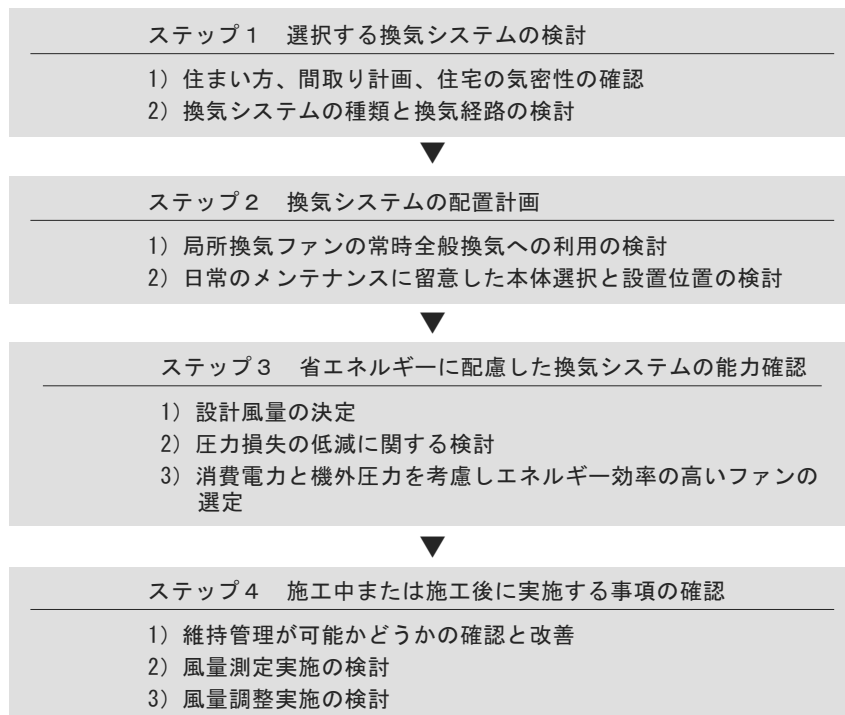 ステップ１　選択する換気システムの検討
1) 住まい方、間取り計画、住宅の気密性の確認
2) 換気システムの種類と換気経路の検討
ステップ２　換気システムの配置計画
1) 局所換気ファンの常時全般換気への利用の検討
2) 日常のメンテナンスに留意した本体選択と設置位置の検討
ステップ３　省エネルギーに配慮した換気システムの能力確認
1) 設計風量の決定
2) 圧力損失の低減に関する検討
3) 消費電力と機外圧力を考慮しエネルギー効率の高いファンの
選定
ステップ４　施工中または施工後に実施する事項の確認
1) 維持管理が可能かどうかの確認と改善
2) 風量測定実施の検討
3) 風量調整実施の検討